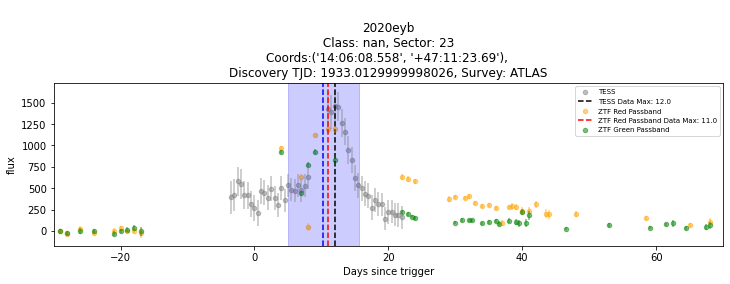 2020eyb
Class: nan, Sector: 23
Coords:('14:06:08.558', '+47:11:23.69'),
Discovery TJD: 1933.0129999998026, Survey: ATLAS
TESS
TESS Data Max: 12.0
ZTF Red Passband
ZTF Red Passband Data Max: 11.0
ZTF Green Passband
flux
1500
1250
1000
750
500
250
0
−20
0
20
40
60
Days since trigger